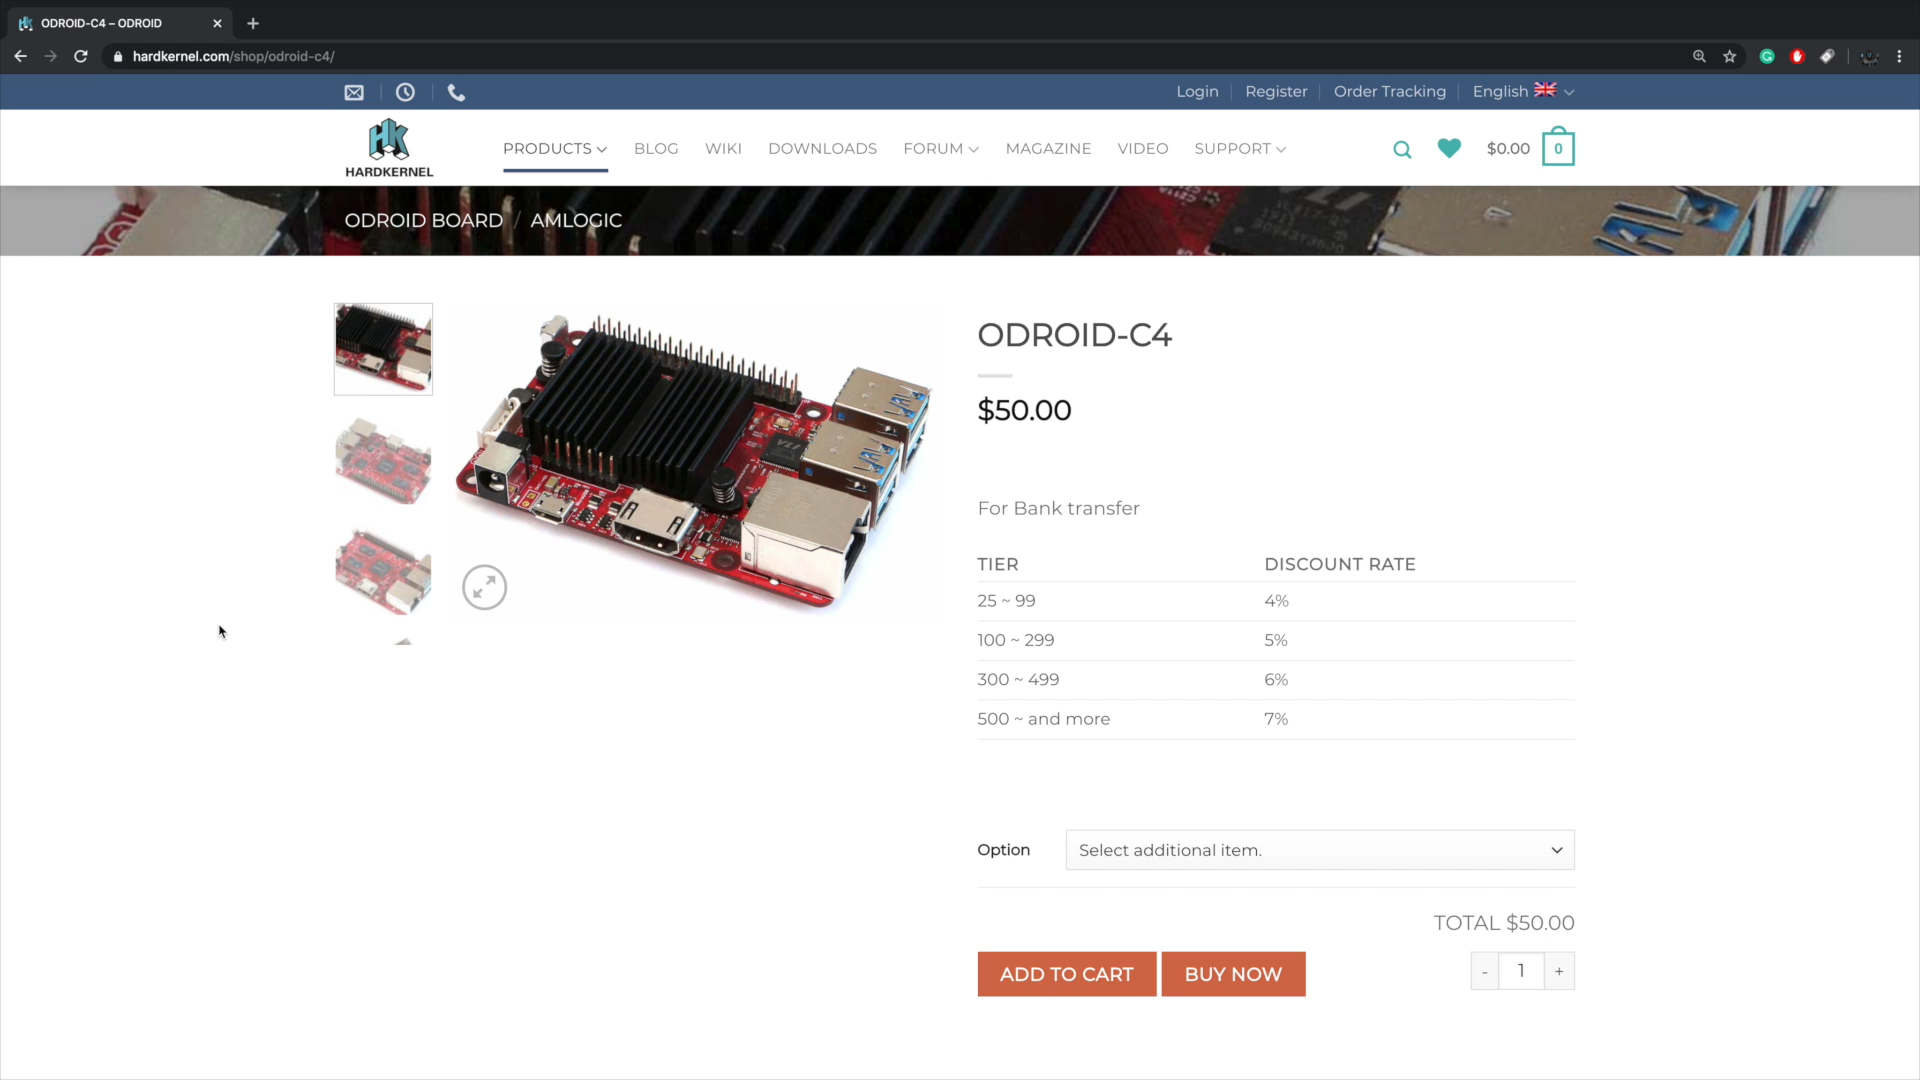 ODROID-C4 – ODROID
hardkernel.com/shop/odroid-c4/
Login Register Order Tracking English
HARDKERNEL
PRODUCTS BLOG WIKI DOWNLOADS FORUM MAGAZINE VIDEO SUPPORT $0.00 0
ODROID BOARD / AMLOGIC
ODROID-C4
$50.00
For Bank transfer
TIER DISCOUNT RATE
25 ~ 99 4%
100 ~ 299 5%
300 ~ 499 6%
500 ~ and more 7%
Option Select additional item.
TOTAL $50.00
ADD TO CART BUY NOW - 1 +